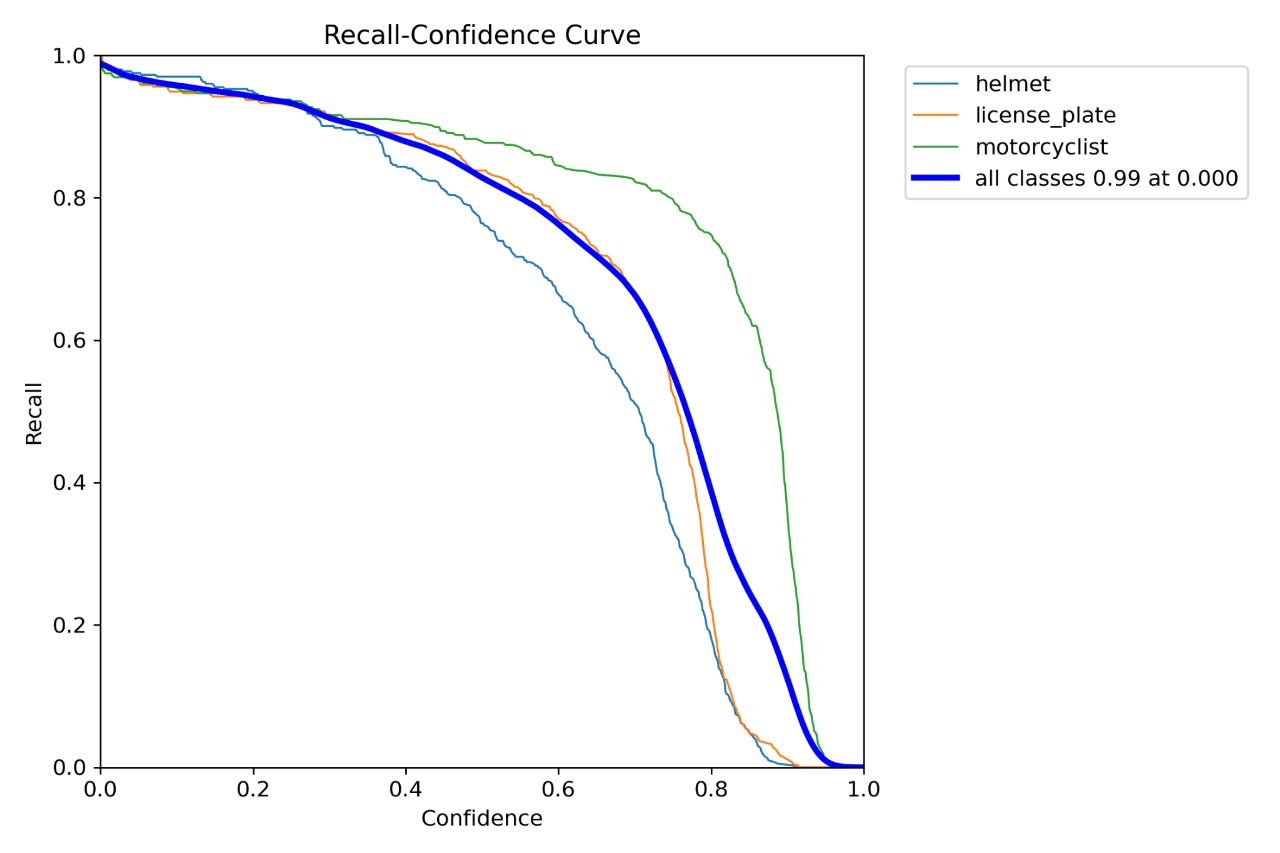 Recall-Confidence Curve
1.0
0.8
0.6
0.4
0.2
0.0
Recall
0.0 0.2 0.4 0.6 0.8 1.0
Confidence
helmet
license_plate
motorcyclist
all classes 0.99 at 0.000